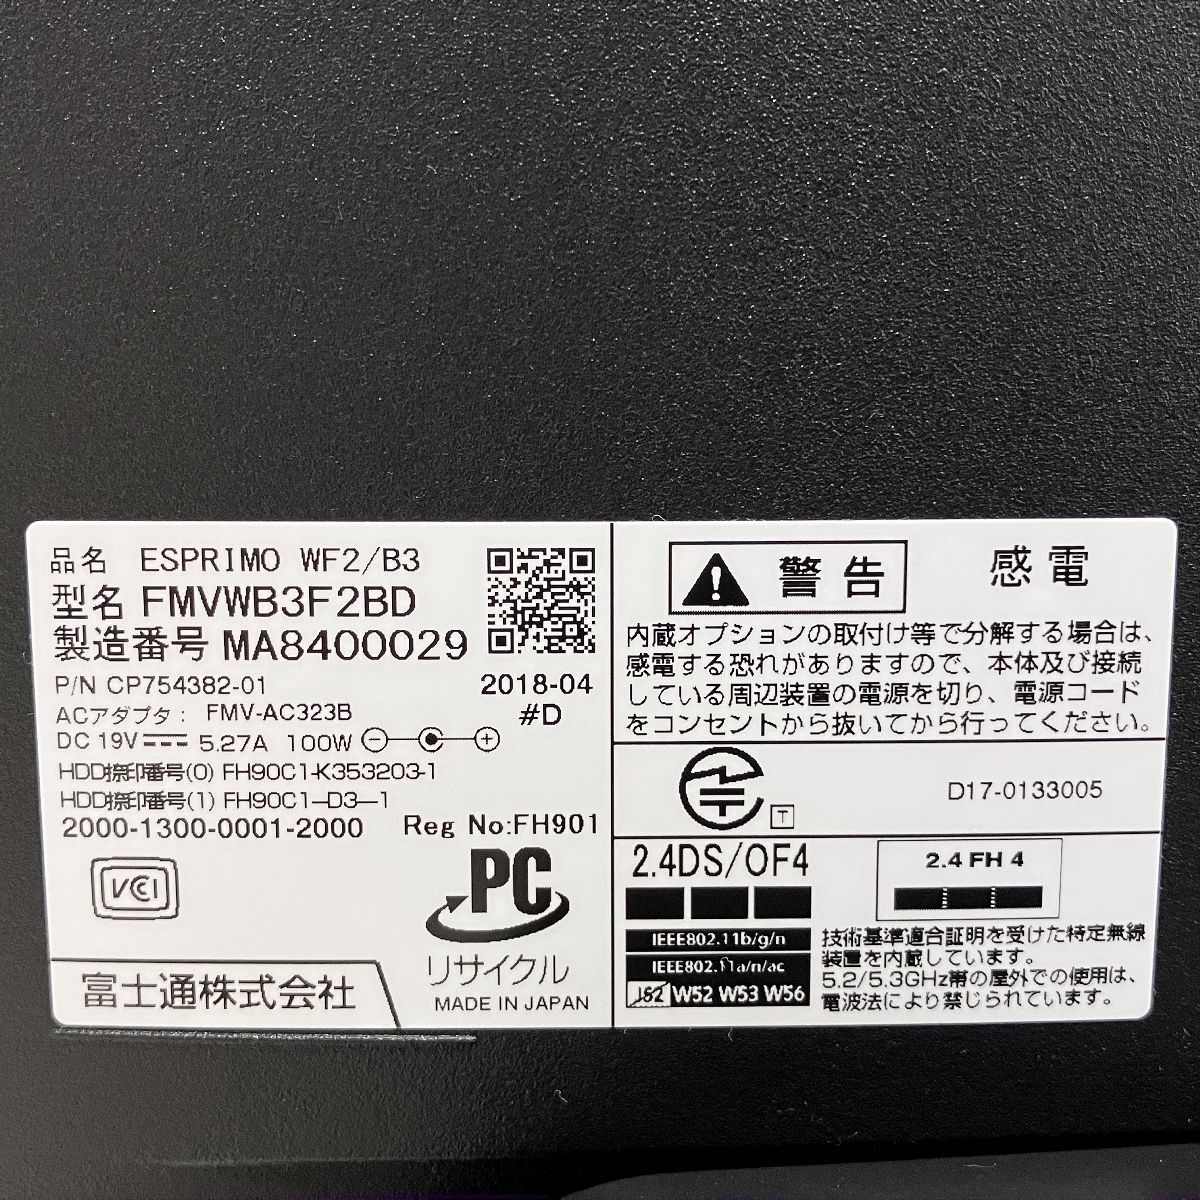 品名 ESPRIMO WF2/B3
型名 FMVWB3F2BD
製造番号 MA8400029
P/N CP754382-01 2018-04
ACアダプタ: FMV-AC323B #D
DC 19V 5.27A 100W
HDD捺印番号(0) FH90C1-K353203-1
HDD捺印番号(1) FH90C1-D3-1
2000-1300-0001-2000 Reg No:FH901
VCCI
PC
リサイクル
富士通株式会社
MADE IN JAPAN
警告 感電
内蔵オプションの取付け等で分解する場合は、
感電する恐れがありますので、本体及び接続
している周辺装置の電源を切り、電源コード
をコンセントから抜いてから行ってください。
T D17-0133005
2.4DS/OF4
IEEE802.11b/g/n
IEEE802.11a/n/ac
J52 W52 W53 W56
2.4 FH 4
技術基準適合証明を受けた特定無線
装置を内蔵しています。
5.2/5.3GHz帯の屋外での使用は、
電波法により禁じられています。